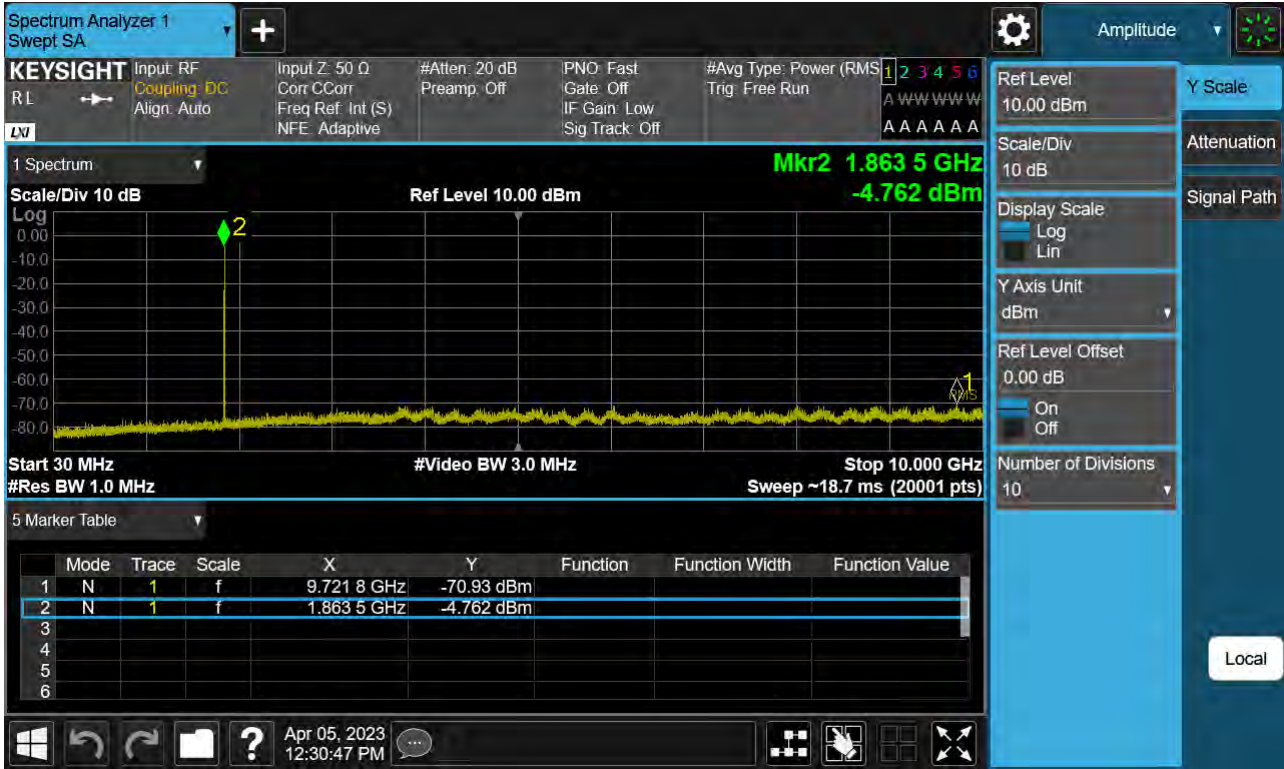 Spectrum Analyzer 1
Swept SA
Amplitude
KEYSIGHT Input: RF Input Z: 50 Ω #Atten: 20 dB PNO: Fast #Avg Type: Power (RMS 1 2 3 4 5 6
RL Coupling: DC Corr CCorr Preamp: Off Gate: Off Trig: Free Run A W W W W W
Align: Auto Freq Ref: Int (S) IF Gain: Low
LXI NFE: Adaptive Sig Track: Off A A A A A A
1 Spectrum
Mkr2 1.863 5 GHz
Scale/Div 10 dB Ref Level 10.00 dBm -4.762 dBm
Log
0.00
-10.0
-20.0
-30.0
-40.0
-50.0
-60.0
-70.0
-80.0
2
1
RMS
Start 30 MHz #Video BW 3.0 MHz Stop 10.000 GHz
#Res BW 1.0 MHz Sweep ~18.7 ms (20001 pts)
5 Marker Table
Mode Trace Scale X Y Function Function Width Function Value
1 N 1 f 9.721 8 GHz -70.93 dBm
2 N 1 f 1.863 5 GHz -4.762 dBm
3
4
5
6
Apr 05, 2023
12:30:47 PM
?
Ref Level
10.00 dBm
Scale/Div
10 dB
Display Scale
Log
Lin
Y Axis Unit
dBm
Ref Level Offset
0.00 dB
On
Off
Number of Divisions
10
Y Scale
Attenuation
Signal Path
Local